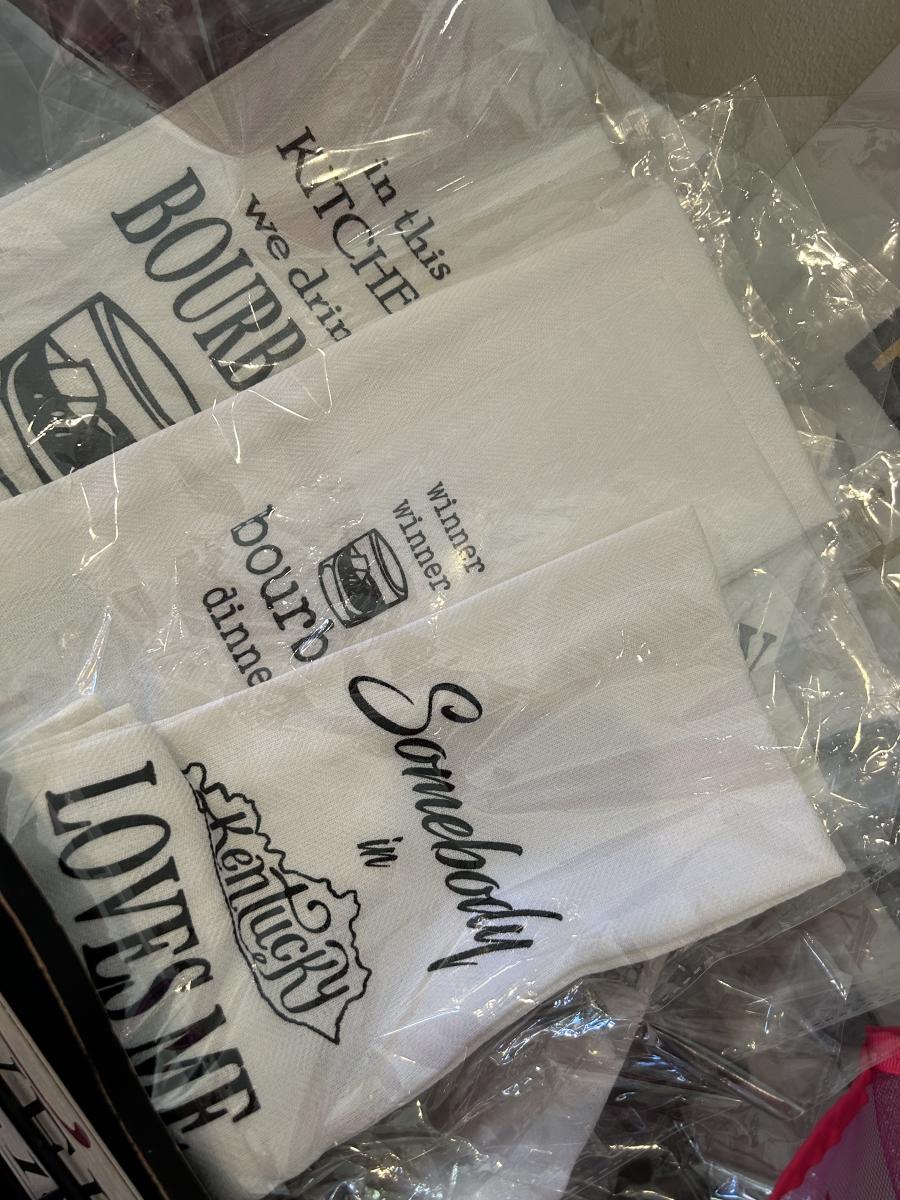 in this
KITCHE
we drin
BOURB
winner
winner
bourb
dinne
Somebody
in
Kentucky
LOVES ME